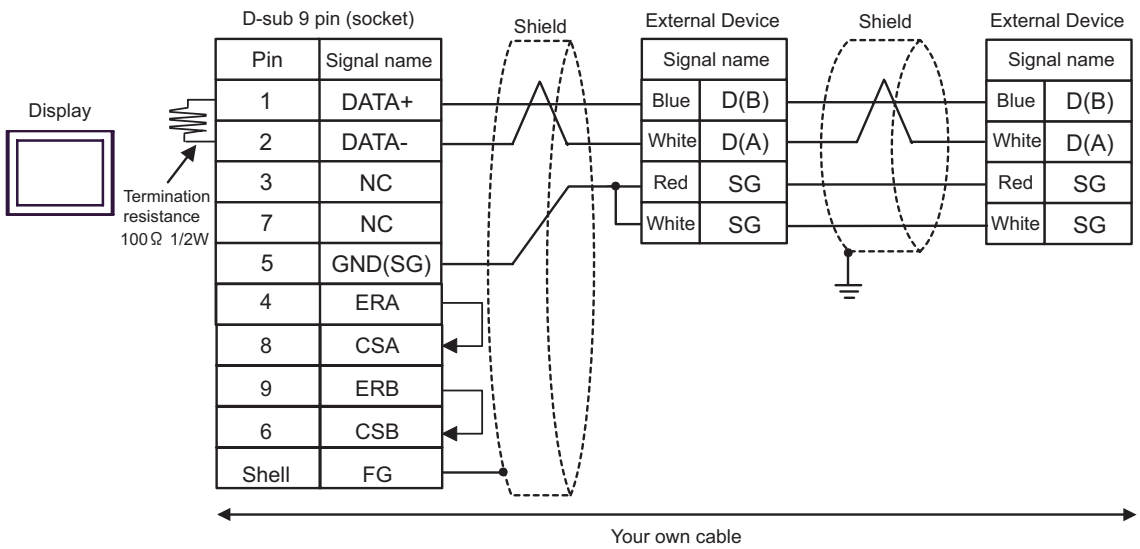 D-sub 9 pin (socket)
Shield
External Device
Shield
External Device
Display
Termination
resistance
100Ω 1/2W
Pin Signal name
1 DATA+
2 DATA-
3 NC
7 NC
5 GND(SG)
4 ERA
8 CSA
9 ERB
6 CSB
Shell FG
Signal name
Blue D(B)
White D(A)
Red SG
White SG
Signal name
Blue D(B)
White D(A)
Red SG
White SG
Your own cable